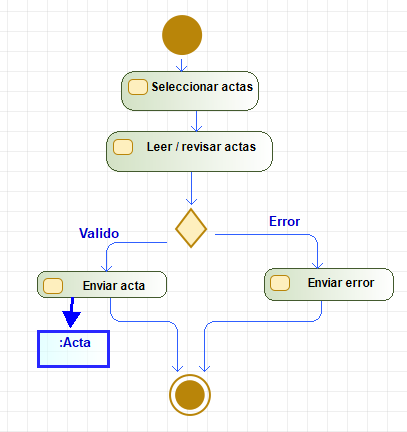 Seleccionar actas
Leer / revisar actas
Valido
Error
Enviar acta
Enviar error
:Acta